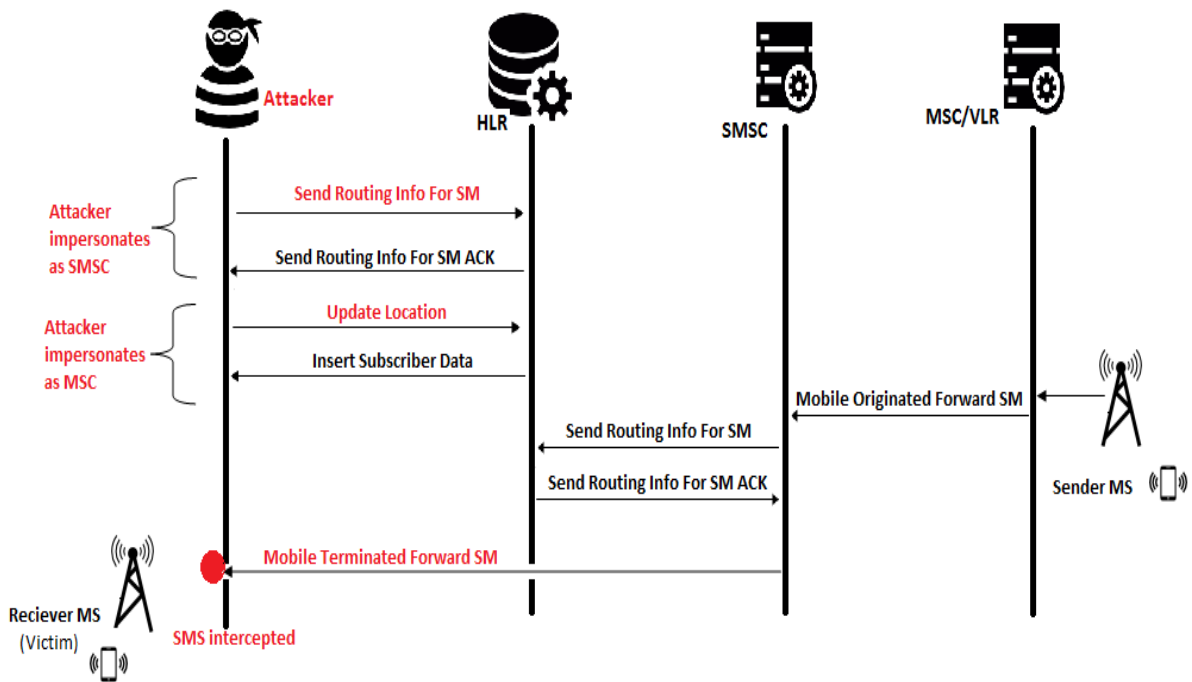 Attacker
HLR
SMSC
MSC/VLR
Send Routing Info For SM
Attacker
impersonates
as SMSC
Send Routing Info For SM ACK
Update Location
Attacker
impersonates
as MSC
Insert Subscriber Data
Mobile Originated Forward SM
Send Routing Info For SM
Send Routing Info For SM ACK
Sender MS
Mobile Terminated Forward SM
Reciever MS
(Victim)
SMS intercepted